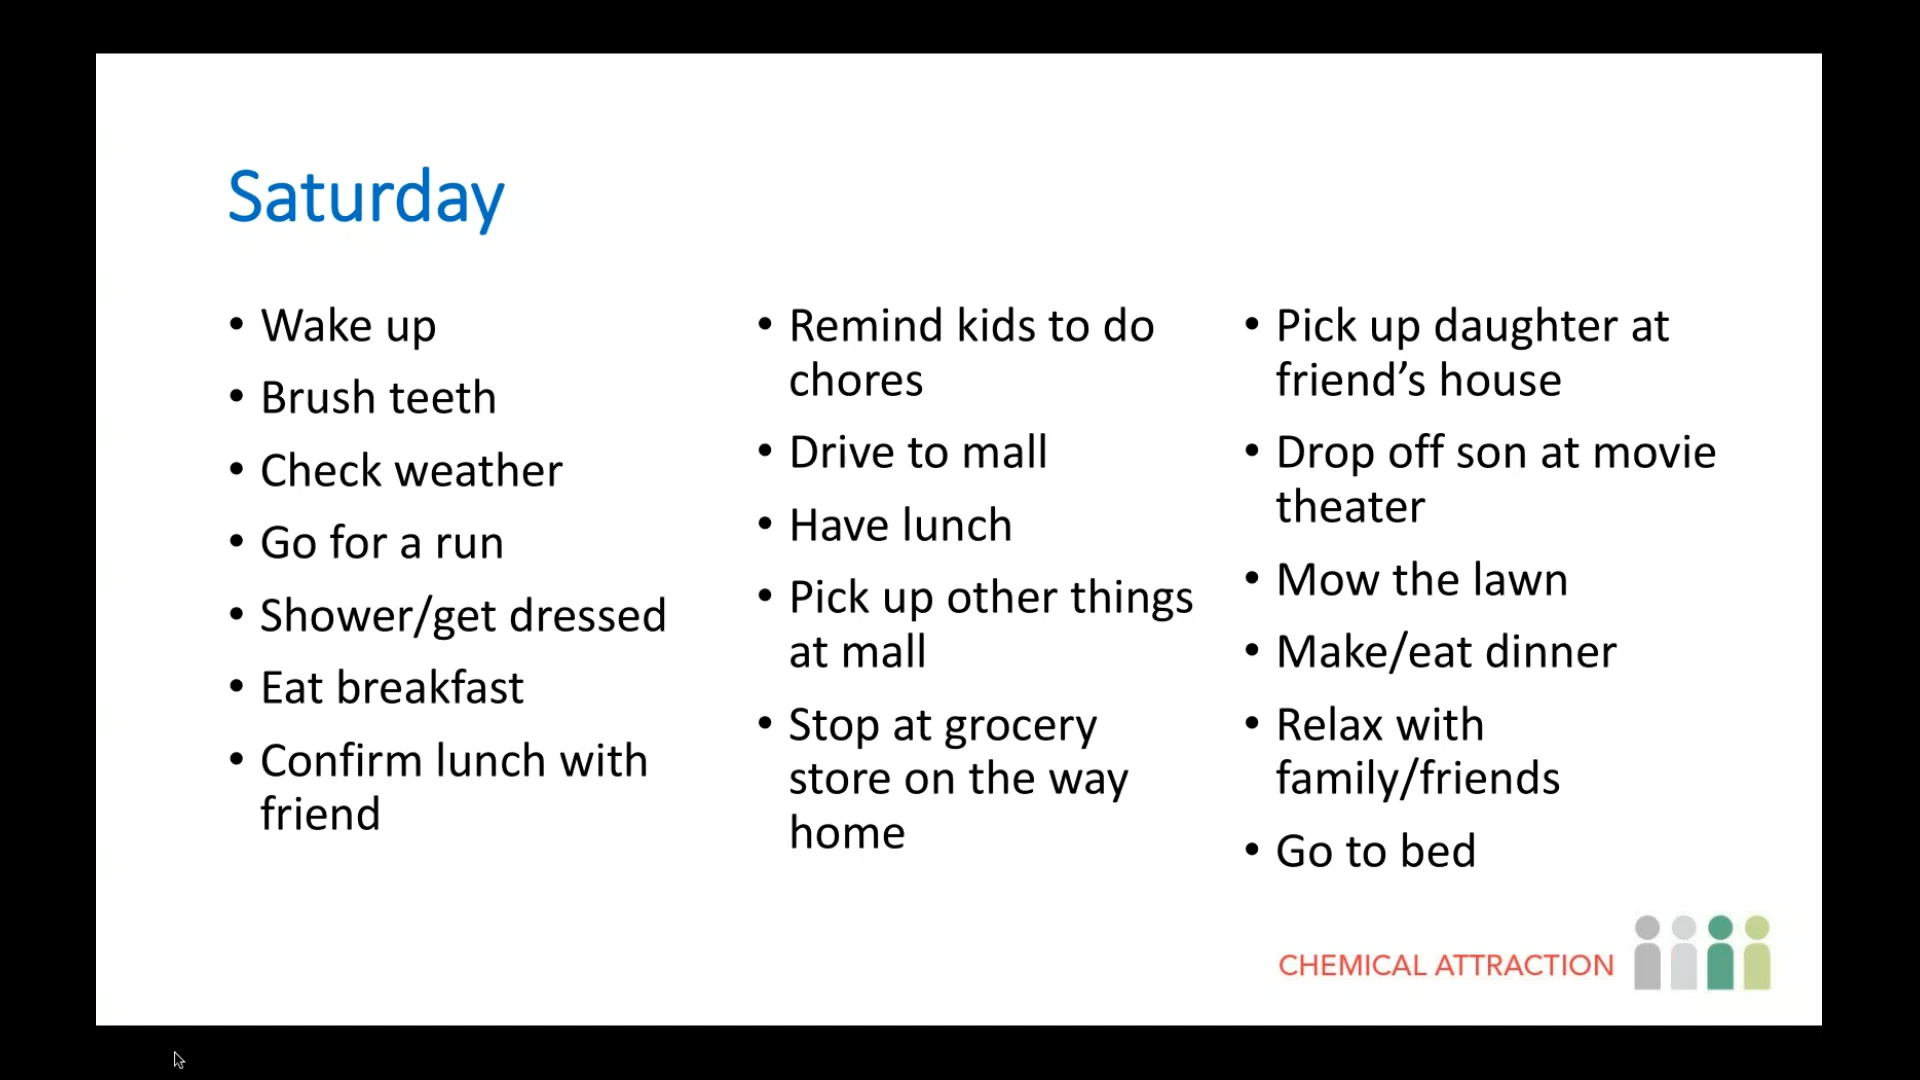 Saturday
• Wake up
• Brush teeth
• Check weather
• Go for a run
• Shower/get dressed
• Eat breakfast
• Confirm lunch with
friend
• Remind kids to do
chores
• Drive to mall
• Have lunch
• Pick up other things
at mall
• Stop at grocery
store on the way
home
• Pick up daughter at
friend’s house
• Drop off son at movie
theater
• Mow the lawn
• Make/eat dinner
• Relax with
family/friends
• Go to bed
CHEMICAL ATTRACTION